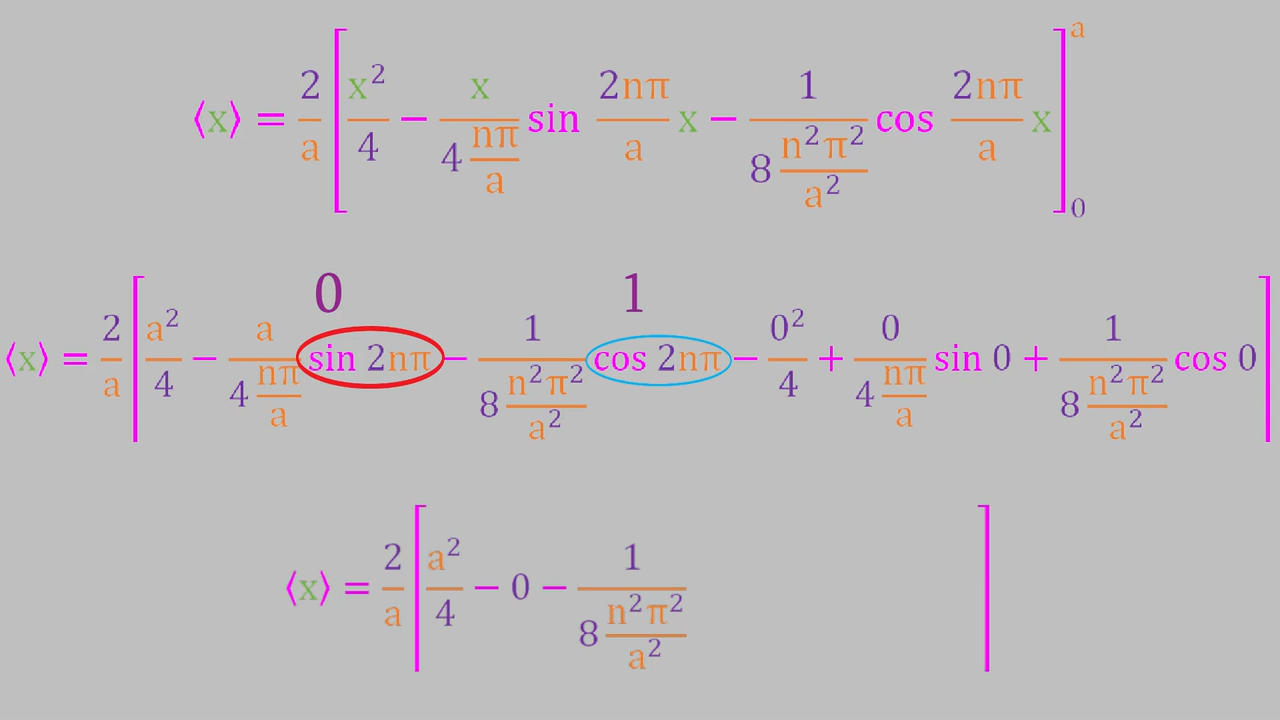 ⟨x⟩ = 2/a [ x²/4 − x/(4 nπ/a) sin 2nπ/a x − 1/(8 n²π²/a²) cos 2nπ/a x ]₀ᵃ
0 1
⟨x⟩ = 2/a [ a²/4 − a/(4 nπ/a) sin 2nπ − 1/(8 n²π²/a²) cos 2nπ − 0²/4 + 0/(4 nπ/a) sin 0 + 1/(8 n²π²/a²) cos 0 ]
⟨x⟩ = 2/a [ a²/4 − 0 − 1/(8 n²π²/a²) ]